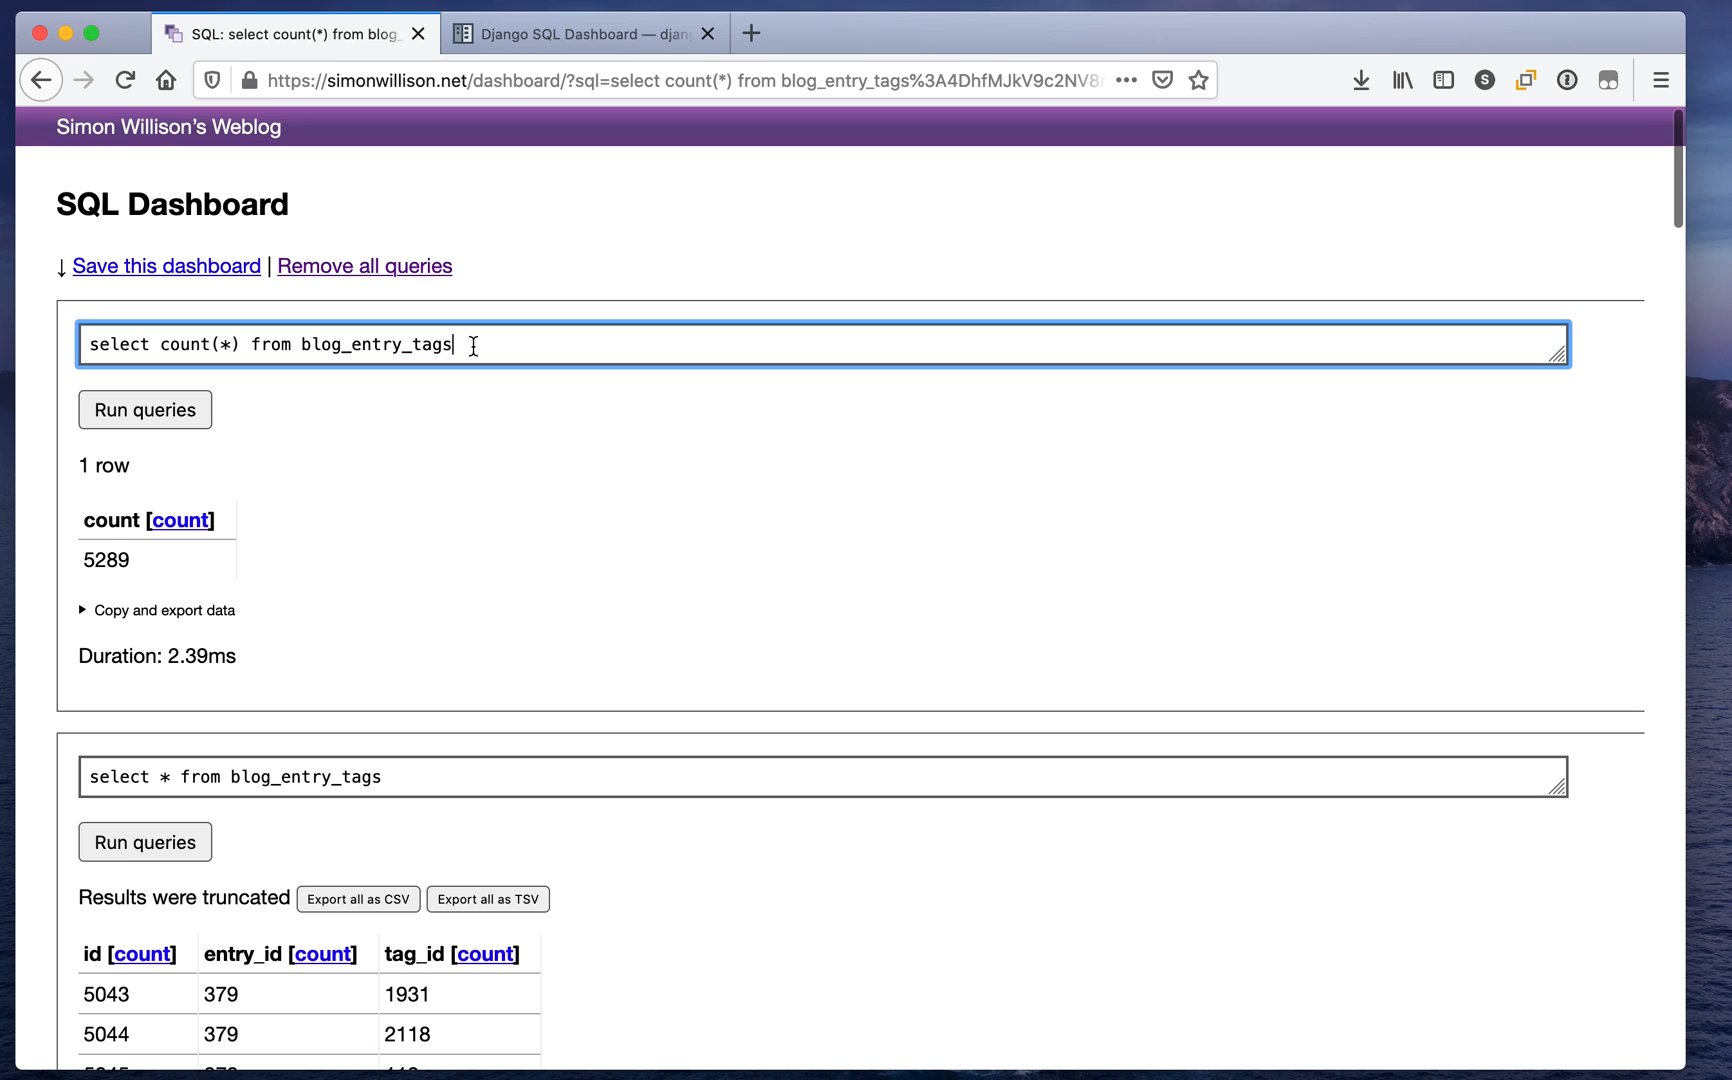 SQL: select count(*) from blog_
Django SQL Dashboard — djan
https://simonwillison.net/dashboard/?sql=select count(*) from blog_entry_tags%3A4DhfMJkV9c2NV8
Simon Willison’s Weblog
SQL Dashboard
↓ Save this dashboard | Remove all queries
select count(*) from blog_entry_tags
Run queries
1 row
count [count]
5289
Copy and export data
Duration: 2.39ms
select * from blog_entry_tags
Run queries
Results were truncated Export all as CSV Export all as TSV
id [count] entry_id [count] tag_id [count]
5043 379 1931
5044 379 2118